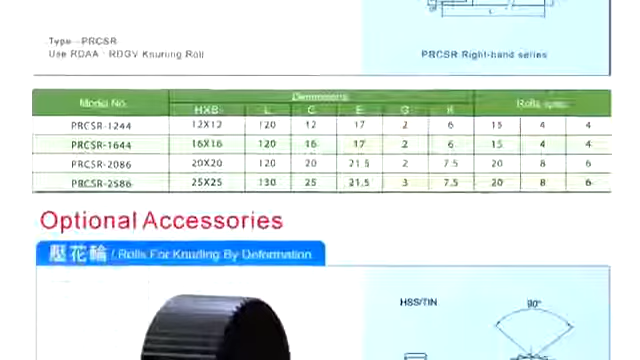 L
Type - PRCSR
Use RDAA · RDGV Knurling Roll
PRCSR Right-hand series
Model No. Dimensions Rolls spec.
HXB L C E G K
PRCSR-1244 12X12 120 12 17 2 6 15 4 4
PRCSR-1644 16X16 120 16 17 2 6 15 4 4
PRCSR-2086 20X20 120 20 21.5 2 7.5 20 8 6
PRCSR-2586 25X25 130 25 21.5 3 7.5 20 8 6
Optional Accessories
壓花輪 / Rolls For Knurling By Deformation
HSS/TIN
90°